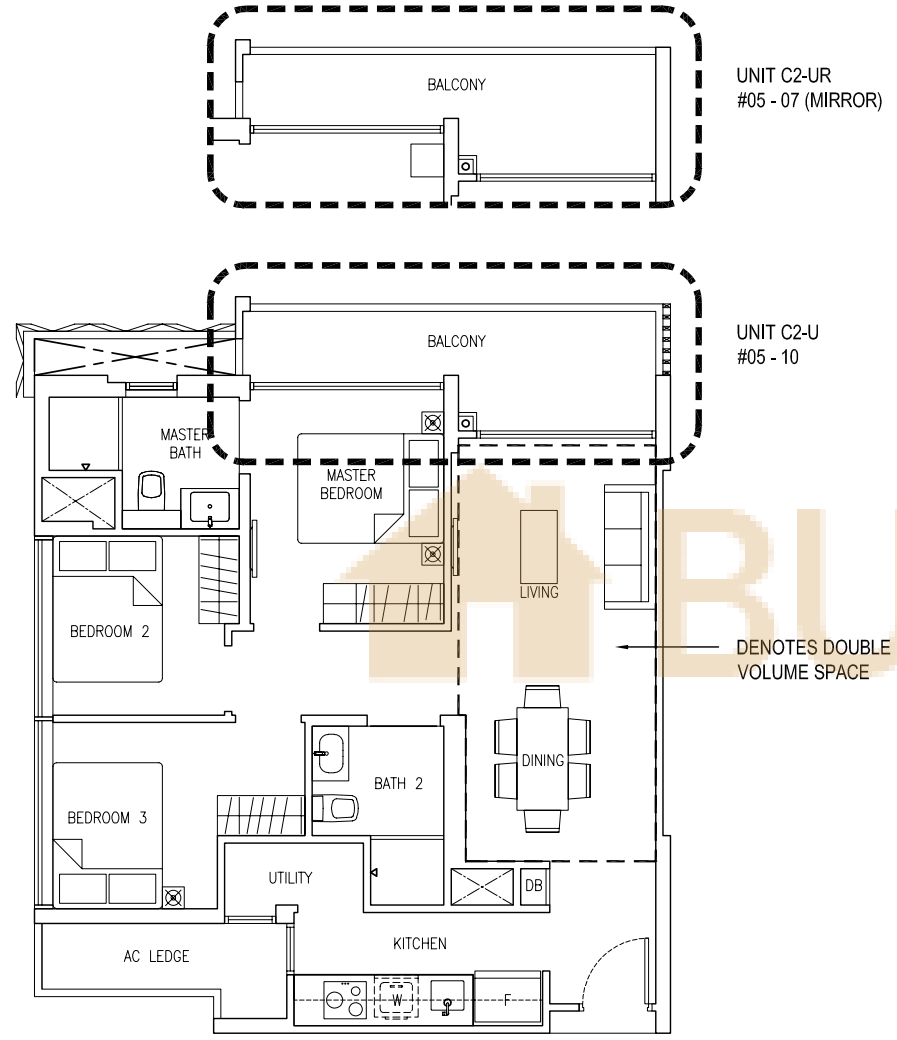 BALCONY
UNIT C2-UR
#05 - 07 (MIRROR)
BALCONY
UNIT C2-U
#05 - 10
MASTER
BATH
MASTER
BEDROOM
LIVING
BEDROOM 2
DENOTES DOUBLE
VOLUME SPACE
DINING
BATH 2
BEDROOM 3
UTILITY
DB
KITCHEN
AC LEDGE
W
F
BU